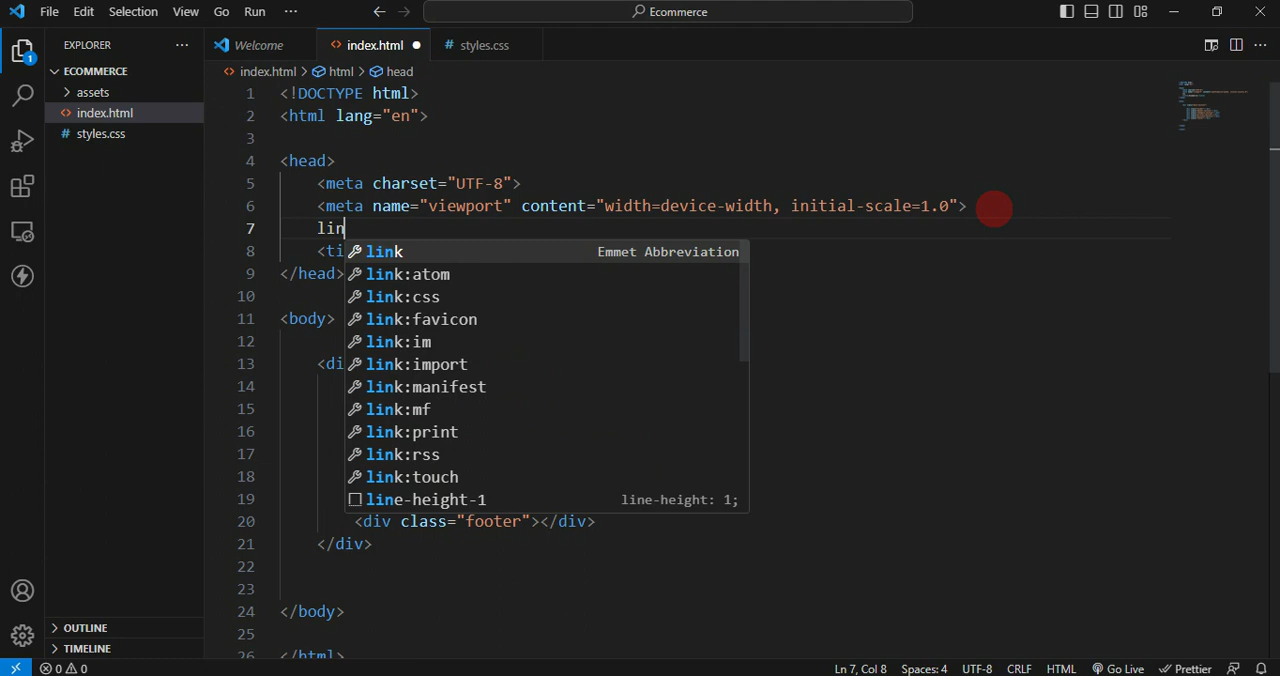 File Edit Selection View Go Run ··· Ecommerce
EXPLORER ··· Welcome index.html styles.css
ECOMMERCE
index.html > html > head
assets
index.html
styles.css
1 <!DOCTYPE html>
2 <html lang="en">
3
4 <head>
5 <meta charset="UTF-8">
6 <meta name="viewport" content="width=device-width, initial-scale=1.0">
7 lin
8 <ti
link Emmet Abbreviation
link:atom
link:css
link:favicon
link:im
link:import
link:manifest
link:mf
link:print
link:rss
link:touch
line-height-1 line-height: 1;
9 </head>
10
11 <body>
12
13 <di
14
15
16
17
18
19
20 <div class="footer"></div>
21 </div>
22
23
24 </body>
25
26 </html>
OUTLINE
TIMELINE
1
0 0 Ln 7, Col 8 Spaces: 4 UTF-8 CRLF HTML Go Live Prettier